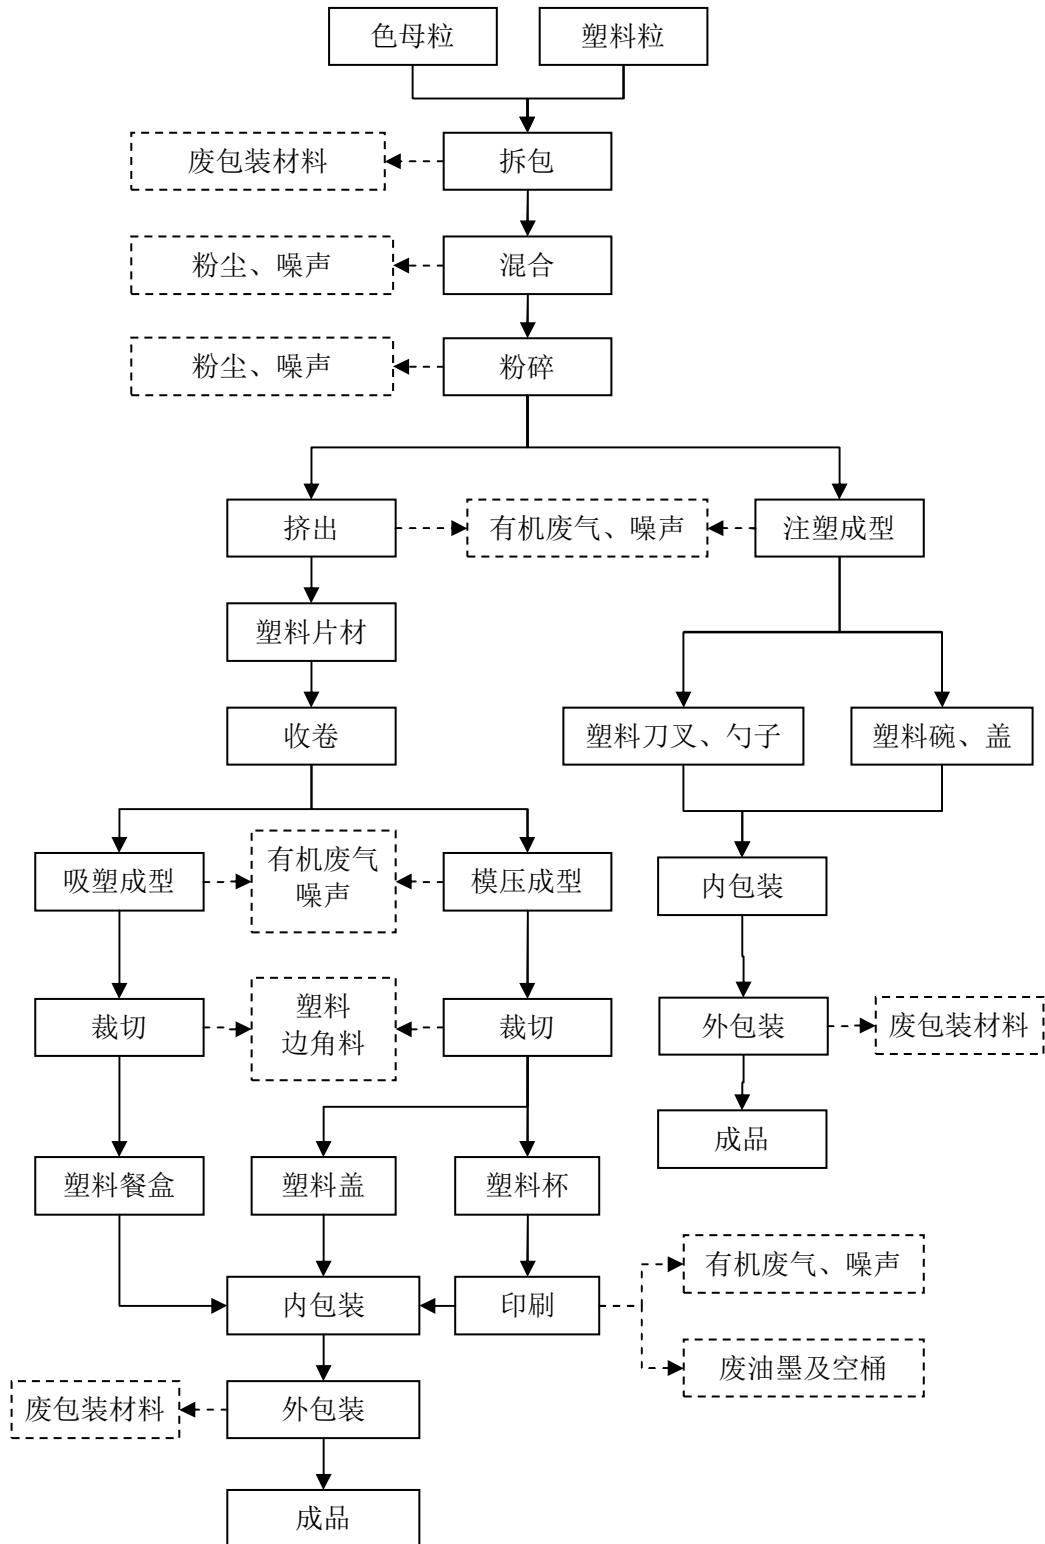 色母粒
塑料粒
废包装材料
拆包
粉尘、噪声
混合
粉尘、噪声
粉碎
挤出
有机废气、噪声
注塑成型
塑料片材
收卷
塑料刀叉、勺子
塑料碗、盖
吸塑成型
有机废气
噪声
模压成型
内包装
裁切
塑料
边角料
裁切
外包装
废包装材料
成品
塑料餐盒
塑料盖
塑料杯
有机废气、噪声
内包装
印刷
废油墨及空桶
废包装材料
外包装
成品